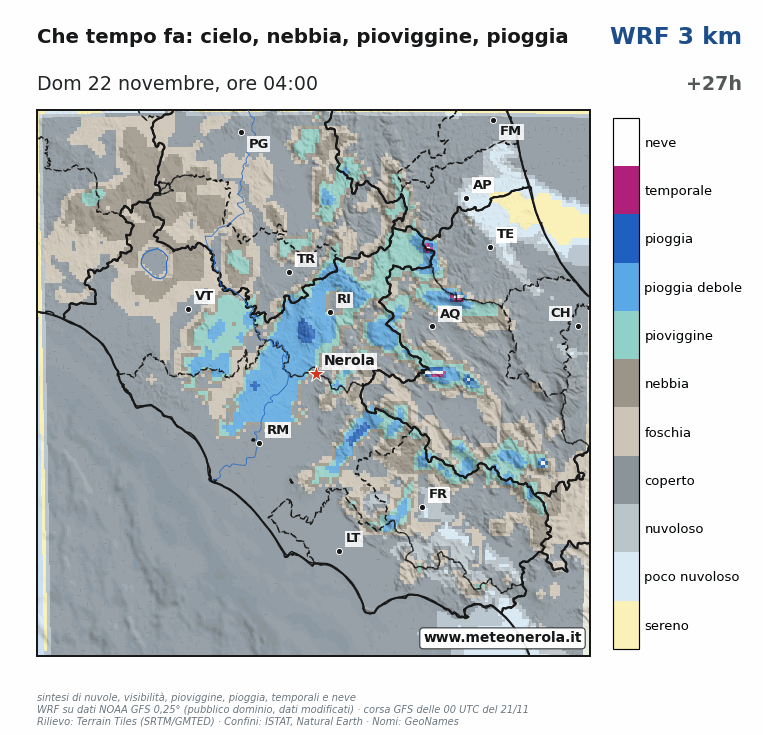 Che tempo fa: cielo, nebbia, pioviggine, pioggia
WRF 3 km
Dom 22 novembre, ore 04:00
+27h
PG
FM
AP
TE
TR
VT
RI
AQ
CH
Nerola
RM
FR
LT
www.meteonerola.it
neve
temporale
pioggia
pioggia debole
pioviggine
nebbia
foschia
coperto
nuvoloso
poco nuvoloso
sereno
sintesi di nuvole, visibilità, pioviggine, pioggia, temporali e neve
WRF su dati NOAA GFS 0,25° (pubblico dominio, dati modificati) · corsa GFS delle 00 UTC del 21/11
Rilievo: Terrain Tiles (SRTM/GMTED) · Confini: ISTAT, Natural Earth · Nomi: GeoNames